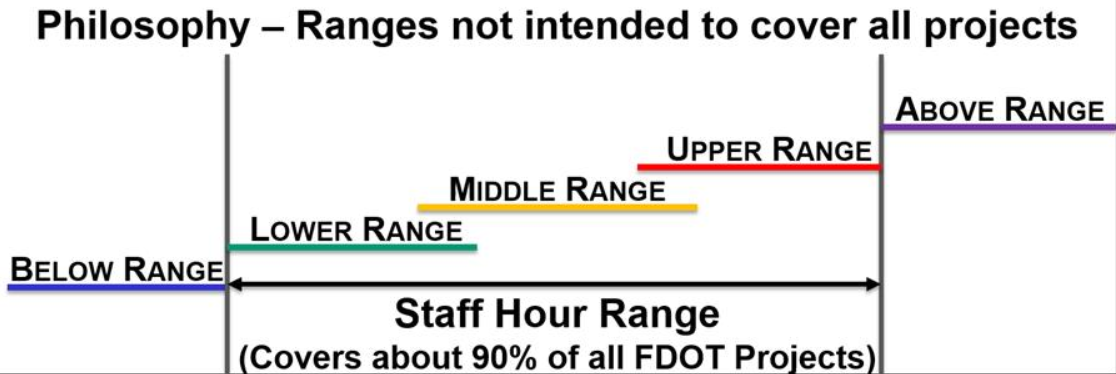 Philosophy – Ranges not intended to cover all projects
ABOVE RANGE
UPPER RANGE
MIDDLE RANGE
LOWER RANGE
BELOW RANGE
Staff Hour Range
(Covers about 90% of all FDOT Projects)